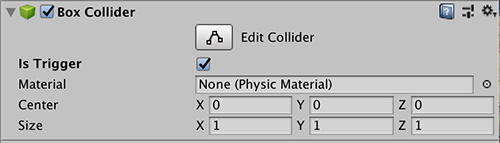 Box Collider
Edit Collider
Is Trigger
Material None (Physic Material)
Center X 0 Y 0 Z 0
Size X 1 Y 1 Z 1